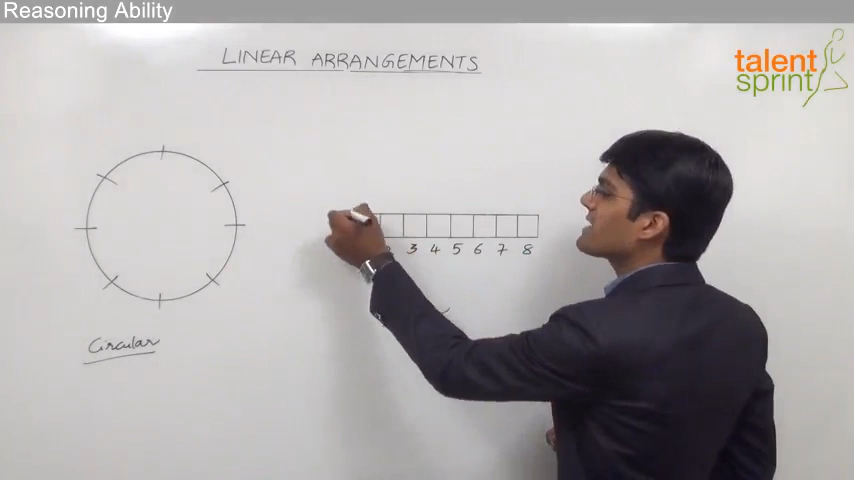 Reasoning Ability
LINEAR ARRANGEMENTS
talent
sprint
3 4 5 6 7 8
Circular